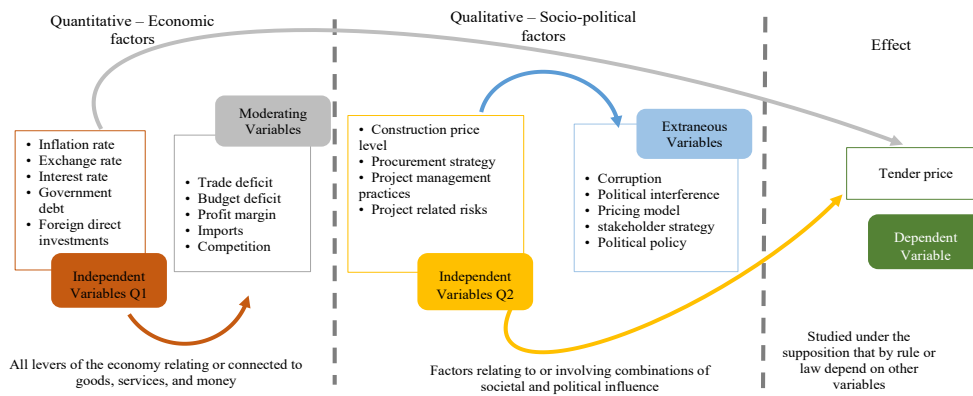 Quantitative – Economic
factors
Qualitative – Socio-political
factors
Effect
Moderating
Variables
• Inflation rate
• Exchange rate
• Interest rate
• Government
debt
• Foreign direct
investments
Independent
Variables Q1
• Trade deficit
• Budget deficit
• Profit margin
• Imports
• Competition
• Construction price
level
• Procurement strategy
• Project management
practices
• Project related risks
Independent
Variables Q2
Extraneous
Variables
• Corruption
• Political interference
• Pricing model
• stakeholder strategy
• Political policy
Tender price
Dependent
Variable
All levers of the economy relating or connected to
goods, services, and money
Factors relating to or involving combinations of
societal and political influence
Studied under the
supposition that by rule or
law depend on other
variables